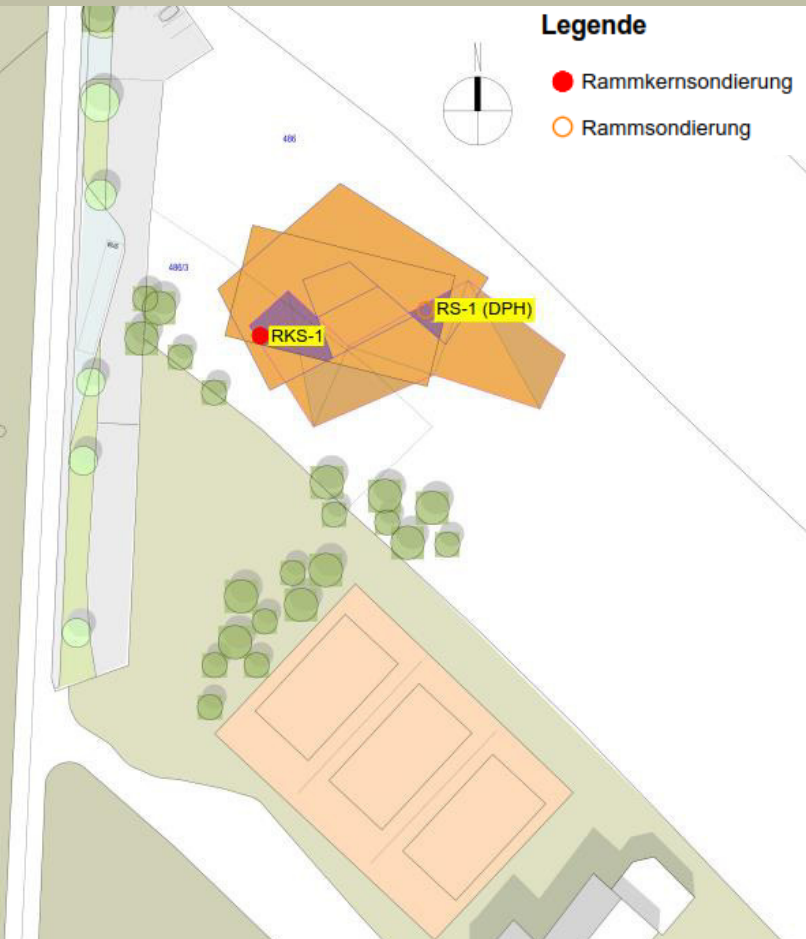 Legende
N
Rammkernsondierung
Rammsondierung
486
486/3
RS-1 (DPH)
RKS-1